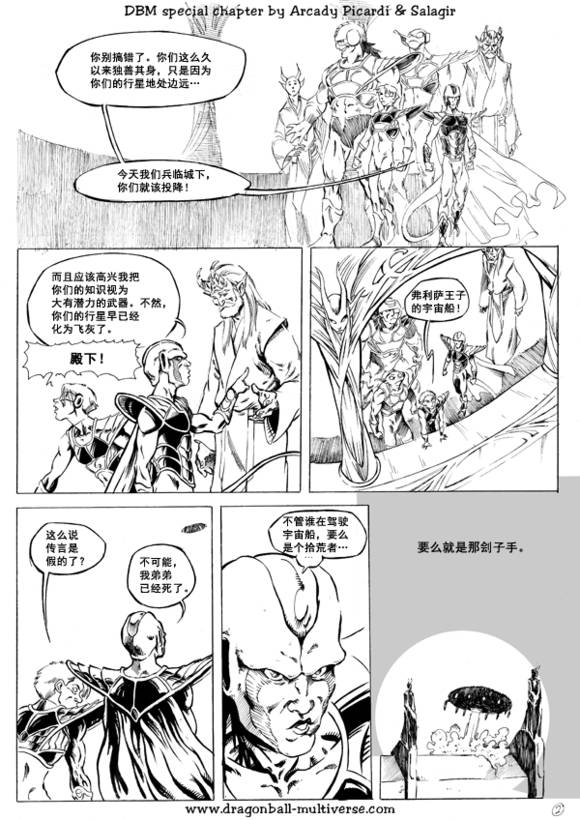 DBM special chapter by Arcady Picardi & Salagir
你别搞错了。你们这么久
以来独善其身，只是因为
你们的行星地处边远…
今天我们兵临城下，
你们就该投降！
而且应该高兴我把
你们的知识视为
大有潜力的武器。不然，
你们的行星早已经
化为飞灰了。
殿下！
弗利萨王子
的宇宙船！
这么说
传言是
假的了？
不可能，
我弟弟
已经死了。
不管谁在驾驶
宇宙船，要么
是个拾荒者…
要么就是那刽子手。
www.dragonball-multiverse.com
2